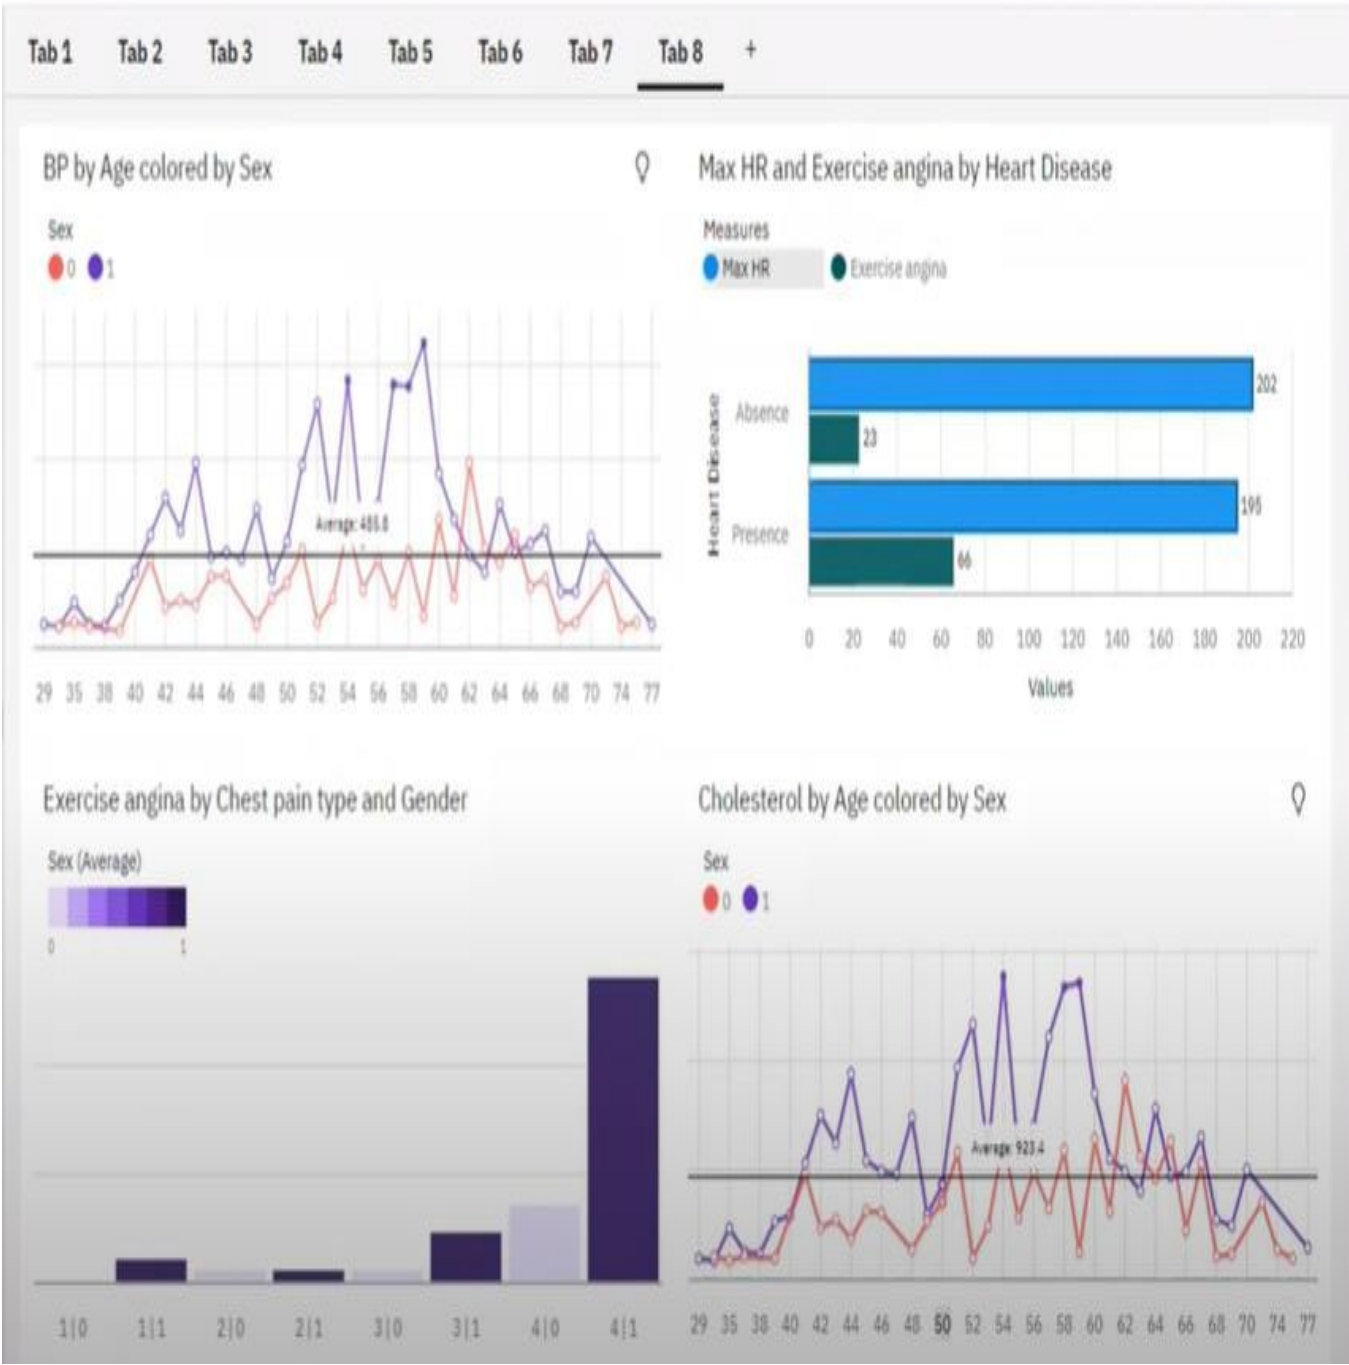 Tab 1 Tab 2 Tab 3 Tab 4 Tab 5 Tab 6 Tab 7 Tab 8 +
BP by Age colored by Sex
Sex
0 1
Average: 485.8
29 35 38 40 42 44 46 48 50 52 54 56 58 60 62 64 66 68 70 74 77
Max HR and Exercise angina by Heart Disease
Measures
Max HR Exercise angina
Heart Disease
Absence
202
23
Presence
195
66
0 20 40 60 80 100 120 140 160 180 200 220
Values
Exercise angina by Chest pain type and Gender
Sex (Average)
0 1
1|0 1|1 2|0 2|1 3|0 3|1 4|0 4|1
Cholesterol by Age colored by Sex
Sex
0 1
Average: 923.4
29 35 38 40 42 44 46 48 50 52 54 56 58 60 62 64 66 68 70 74 77